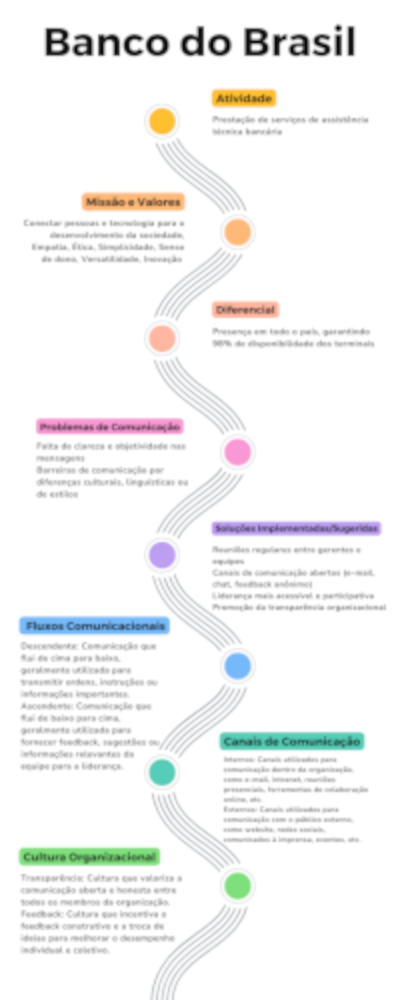 Banco do Brasil
Atividade
Prestação de serviços de assistência
técnica bancária
Missão e Valores
Conectar pessoas e tecnologia para o
desenvolvimento da sociedade,
Empatia, Ética, Simplicidade, Senso
de dono, Versatilidade, Inovação
Diferencial
Presença em todo o país, garantindo
98% de disponibilidade dos terminais
Problemas de Comunicação
Falta de clareza e objetividade nas
mensagens
Barreiras de comunicação por
diferenças culturais, linguísticas ou
de estilos
Soluções Implementadas/Sugeridas
Reuniões regulares entre gerentes e
equipes
Canais de comunicação abertos (e-mail,
chat, feedback anônimo)
Liderança mais acessível e participativa
Promoção da transparência organizacional
Fluxos Comunicacionais
Descendente: Comunicação que
flui de cima para baixo,
geralmente utilizada para
transmitir ordens, instruções ou
informações importantes.
Ascendente: Comunicação que
flui de baixo para cima,
geralmente utilizada para
fornecer feedback, sugestões ou
informações relevantes da
equipe para a liderança.
Canais de Comunicação
Internos: Canais utilizados para
comunicação dentro da organização,
como e-mail, intranet, reuniões
presenciais, ferramentas de colaboração
online, etc.
Externos: Canais utilizados para
comunicação com o público externo,
como website, redes sociais,
comunicados à imprensa, eventos, etc.
Cultura Organizacional
Transparência: Cultura que valoriza a
comunicação aberta e honesta entre
todos os membros da organização.
Feedback: Cultura que incentiva o
feedback construtivo e a troca de
ideias para melhorar o desempenho
individual e coletivo.